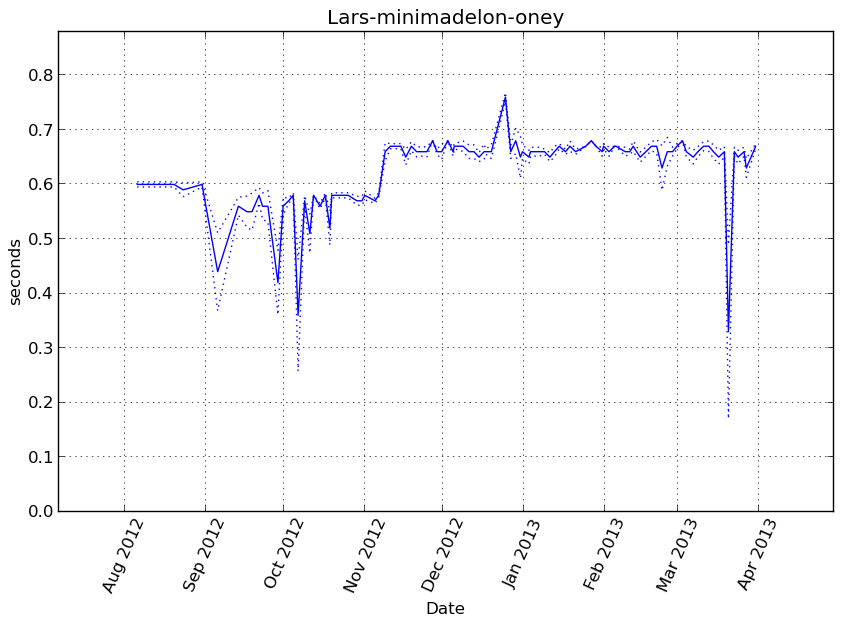 Lars-minimadelon-oney
0.8
0.7
0.6
0.5
0.4
0.3
0.2
0.1
0.0
seconds
Aug 2012
Sep 2012
Oct 2012
Nov 2012
Dec 2012
Jan 2013
Feb 2013
Mar 2013
Apr 2013
Date